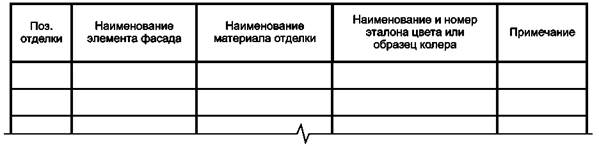 Поз. отделки
Наименование элемента фасада
Наименование материала отделки
Наименование и номер эталона цвета или образец колера
Примечание